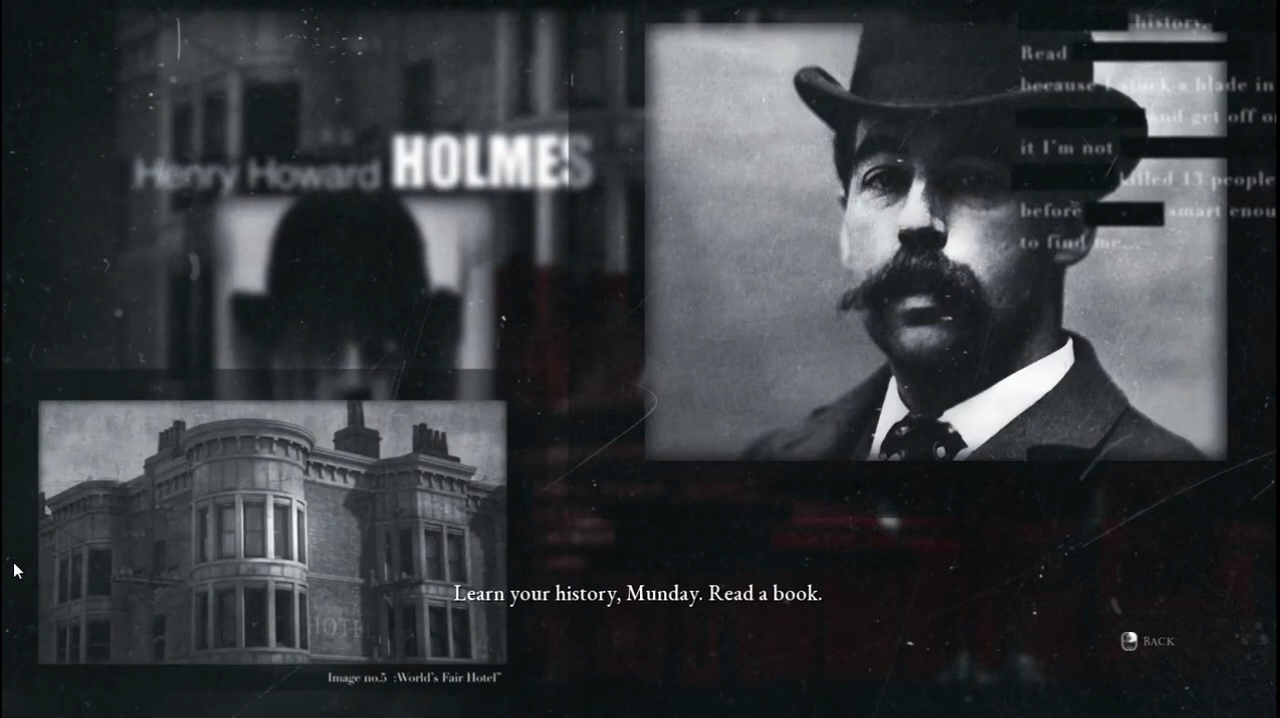 Henry Howard HOLMES
history,
Read
because I stuck a blade in
and get off o
it I'm not
killed 13 people
before smart enou
to find me...
HOTE
Learn your history, Munday. Read a book.
BACK
Image no.5 :World's Fair Hotel"